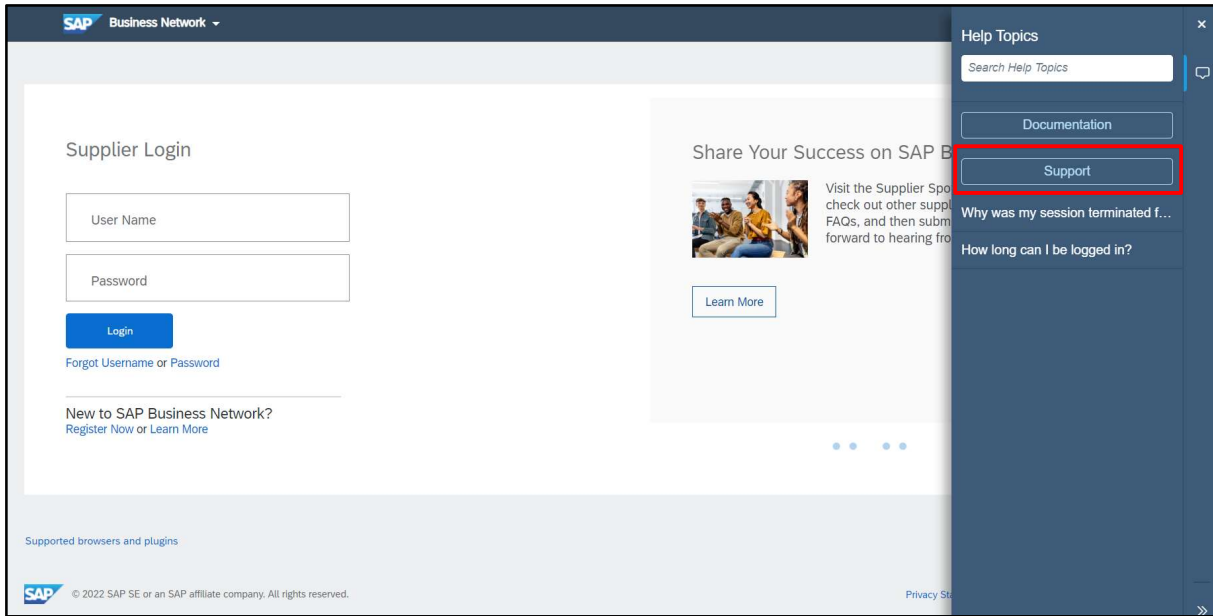 SAP Business Network
Help Topics
Search Help Topics
Documentation
Support
Why was my session terminated f...
How long can I be logged in?
Supplier Login
User Name
Password
Login
Forgot Username or Password
New to SAP Business Network?
Register Now or Learn More
Share Your Success on SAP B
Visit the Supplier Spo
check out other suppl
FAQs, and then subm
forward to hearing fro
Learn More
Supported browsers and plugins
SAP © 2022 SAP SE or an SAP affiliate company. All rights reserved.
Privacy Sta